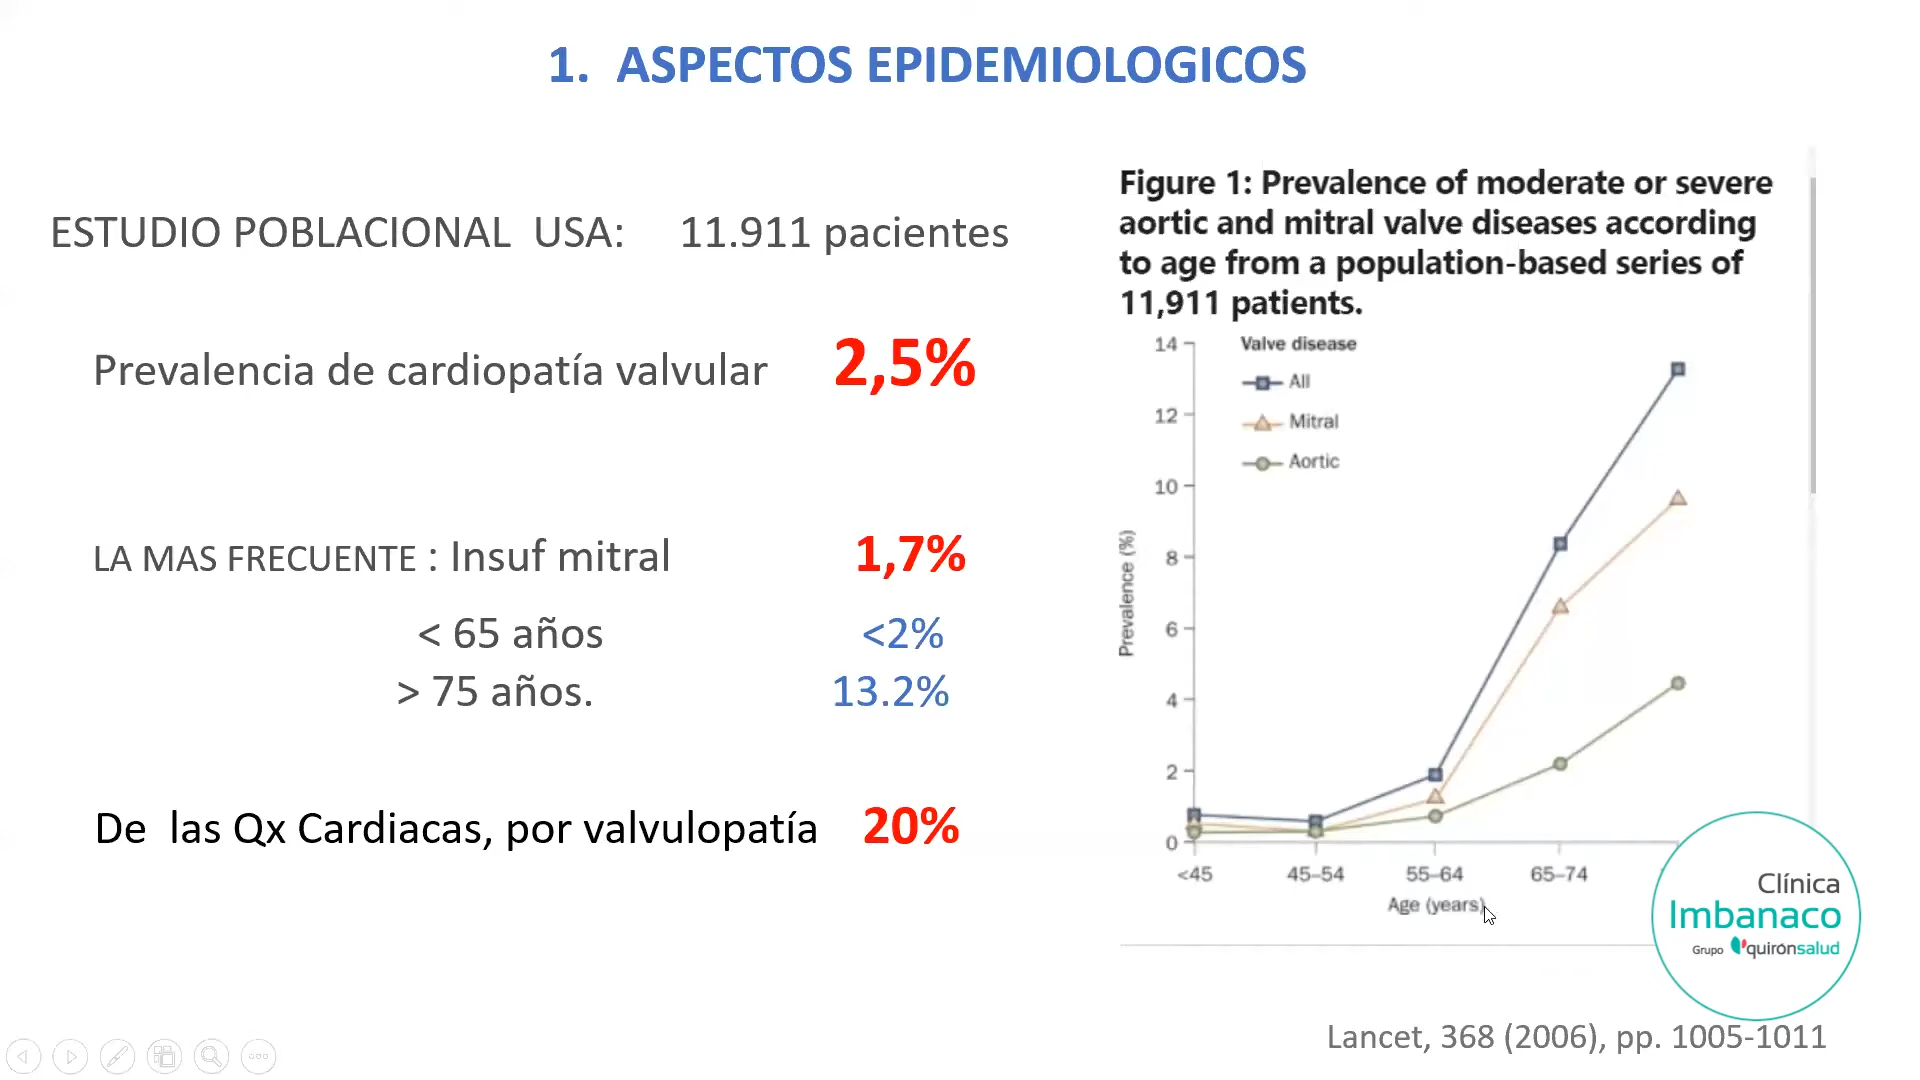 1. ASPECTOS EPIDEMIOLOGICOS
ESTUDIO POBLACIONAL USA: 11.911 pacientes
Prevalencia de cardiopatía valvular 2,5%
LA MAS FRECUENTE : Insuf mitral 1,7%
< 65 años <2%
> 75 años. 13.2%
De las Qx Cardiacas, por valvulopatía 20%
Figure 1: Prevalence of moderate or severe
aortic and mitral valve diseases according
to age from a population-based series of
11,911 patients.
Valve disease
All
Mitral
Aortic
Prevalence (%)
14
12
10
8
6
4
2
0
<45 45–54 55–64 65–74
Age (years)
Clínica
Imbanaco
Grupo quirónsalud
Lancet, 368 (2006), pp. 1005-1011